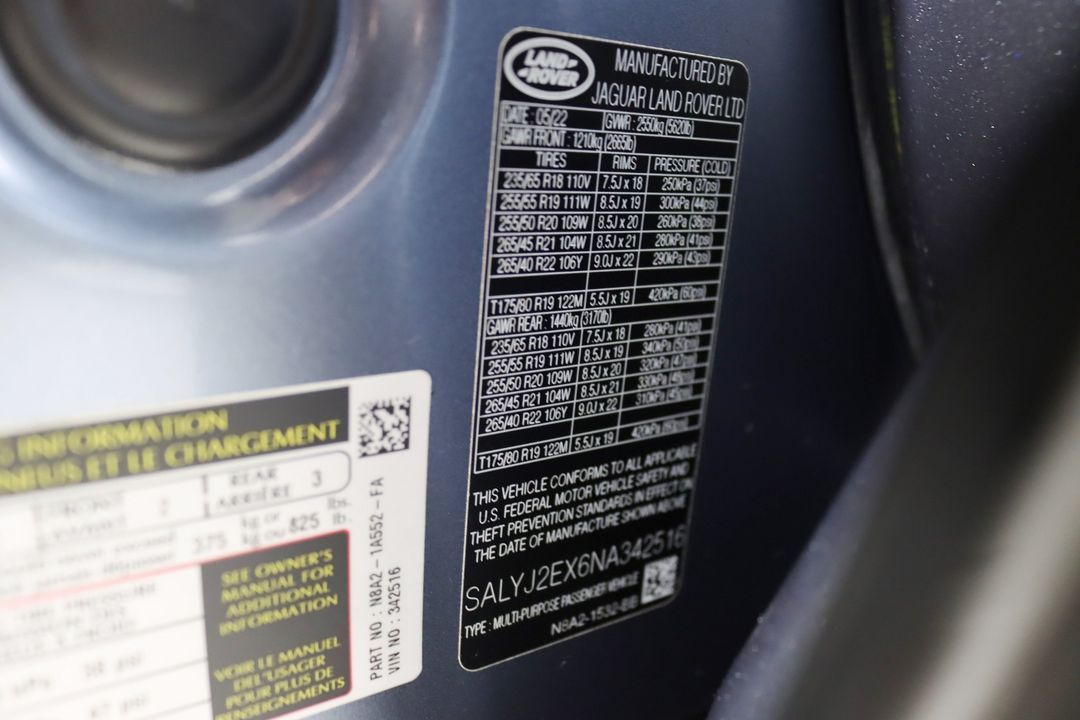 LAND ROVER
MANUFACTURED BY
JAGUAR LAND ROVER LTD
DATE: 05/22 GVWR: 2550kg (5620lb)
GAWR FRONT: 1210kg (2665lb)
TIRES RIMS PRESSURE (COLD)
235/65 R18 110V 7.5J x 18 250kPa (37psi)
255/55 R19 111W 8.5J x 19 300kPa (44psi)
255/50 R20 109W 8.5J x 20 260kPa (38psi)
265/45 R21 104W 8.5J x 21 280kPa (41psi)
265/40 R22 106Y 9.0J x 22 290kPa (43psi)
T175/80 R19 122M 5.5J x 19 420kPa (60psi)
GAWR REAR: 1440kg (3170lb)
235/65 R18 110V 7.5J x 18 280kPa (41psi)
255/55 R19 111W 8.5J x 19 340kPa (50psi)
255/50 R20 109W 8.5J x 20 320kPa (47psi)
265/45 R21 104W 8.5J x 21 330kPa
265/40 R22 106Y 9.0J x 22 310kPa (45psi)
T175/80 R19 122M 5.5J x 19 420kPa
THIS VEHICLE CONFORMS TO ALL APPLICABLE
U.S. FEDERAL MOTOR VEHICLE SAFETY AND
THEFT PREVENTION STANDARDS IN EFFECT ON
THE DATE OF MANUFACTURE SHOWN ABOVE
SALYJ2EX6NA342516
TYPE: MULTI-PURPOSE PASSENGER VEHICLE
N8A2-1532-BB
INFORMATION
ET LE CHARGEMENT
FRONT 2 REAR ARRIÈRE 3
375 kg or kg ou 825 lbs. lb.
SEE OWNER'S
MANUAL FOR
ADDITIONAL
INFORMATION
VOIR LE MANUEL
DE L'USAGER
POUR PLUS DE
RENSEIGNEMENTS
PART NO: N8A2-1A552-FA
VIN NO: 342516